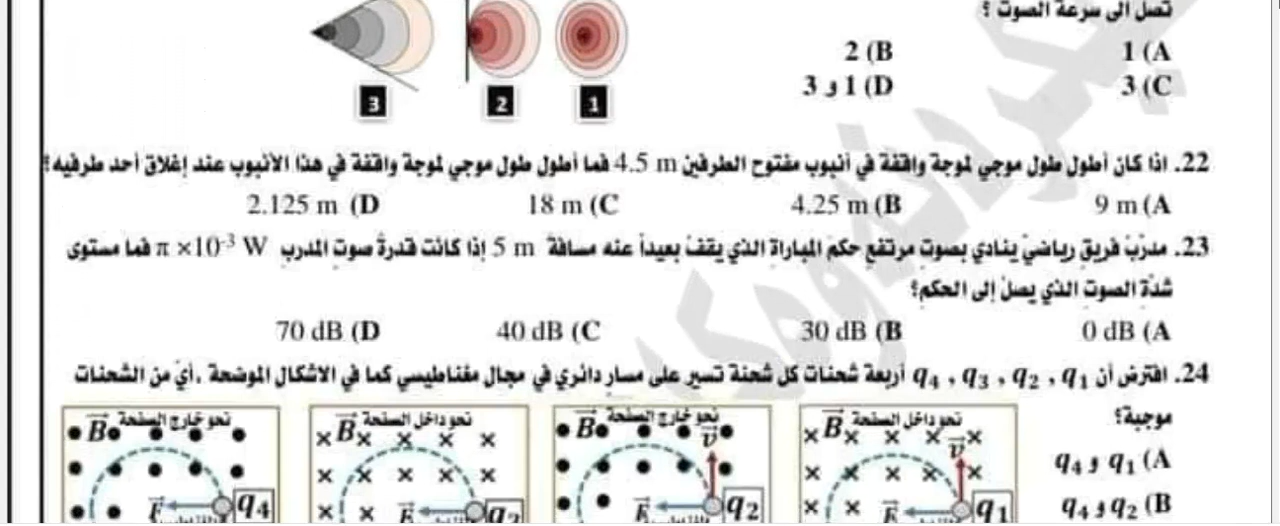 تصل الى سرعة الصوت ؟
A) 1 B) 2
C) 3 D) 1 و 3
3 2 1
22. اذا كان أطول طول موجي لموجة واقفة في أنبوب مفتوح الطرفين 4.5 m فما أطول طول موجي لموجة واقفة في هذا الأنبوب عند إغلاق أحد طرفيه؟
A) 9 m B) 4.25 m C) 18 m D) 2.125 m
23. مدرّبُ فريق رياضيّ ينادي بصوت مرتفع حكمَ المباراة الذي يقفُ بعيداً عنه مسافةَ 5 m إذا كانت قدرةُ صوت المدرب π ×10⁻³ W فما مستوى
شدّة الصوت الذي يصلُ إلى الحكم؟
A) 0 dB B) 30 dB C) 40 dB D) 70 dB
24. افترض أن q₁ , q₂ , q₃ , q₄ أربعة شحنات كل شحنة تسير على مسار دائري في مجال مغناطيسي كما في الاشكال الموضحة .أيّ من الشحنات
موجبة؟
نحو داخل الصفحة B
نحو خارج الصفحة B
نحو داخل الصفحة B
نحو خارج الصفحة B
v v
A) q₁ و q₄
B) q₂ و q₄
F q₁ F q₂ F F q₄